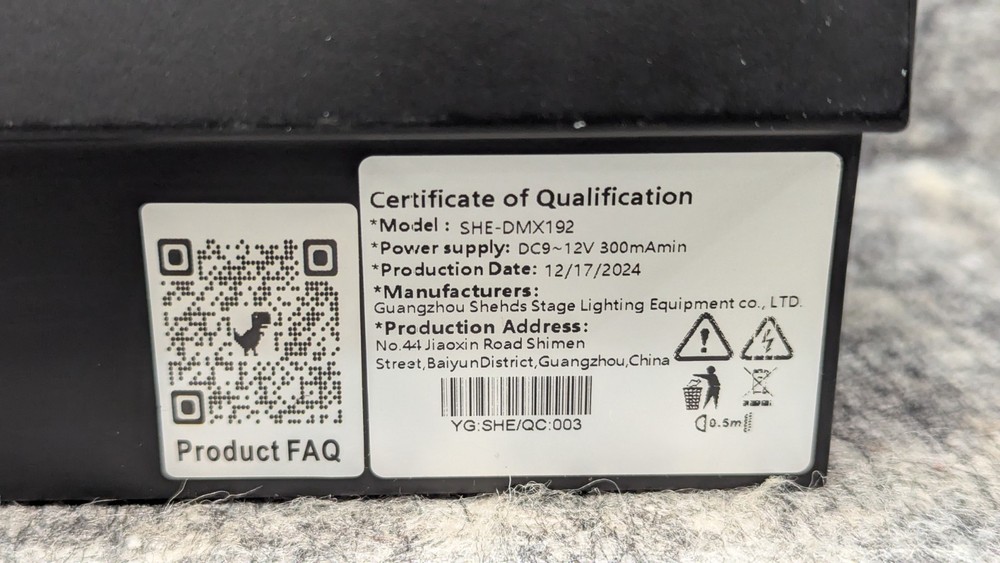 Product FAQ
Certificate of Qualification
*Model : SHE-DMX192
*Power supply: DC9~12V 300mAmin
*Production Date: 12/17/2024
*Manufacturers:
Guangzhou Shehds Stage Lighting Equipment co., LTD.
*Production Address:
No.44 Jiaoxin Road Shimen
Street,BaiyunDistrict,Guangzhou,China
YG:SHE/QC:003
0.5m